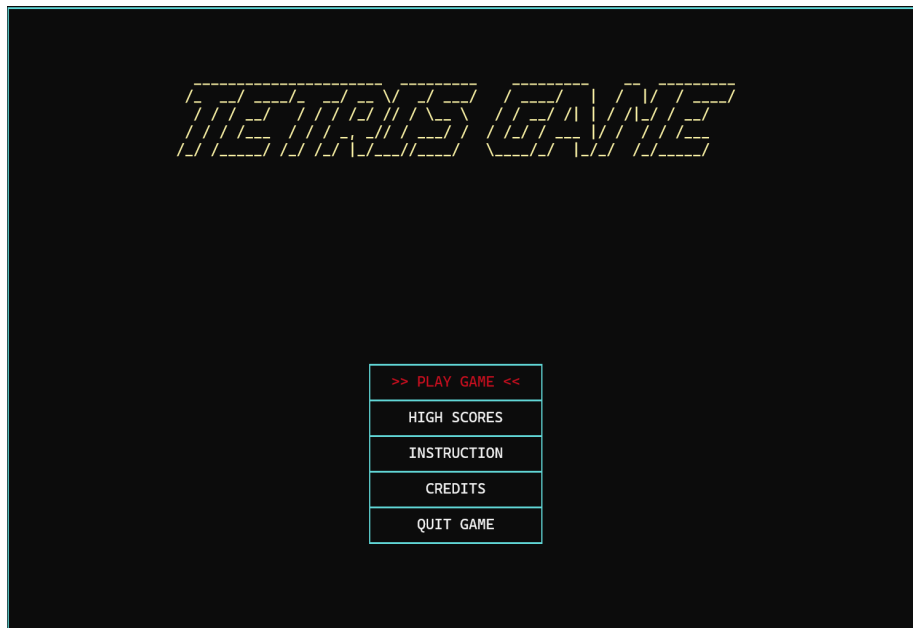 TETRIS GAME
>> PLAY GAME <<
HIGH SCORES
INSTRUCTION
CREDITS
QUIT GAME